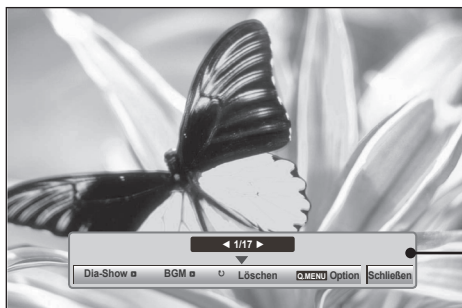 ◀ 1/17 ▶
Dia-Show BGM ↻ Löschen Q.MENU Option Schließen